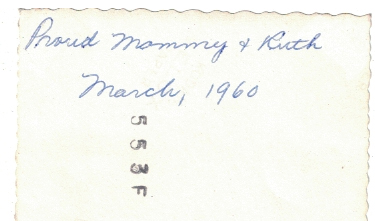 Proud Mommy & Ruth
March, 1960
553F